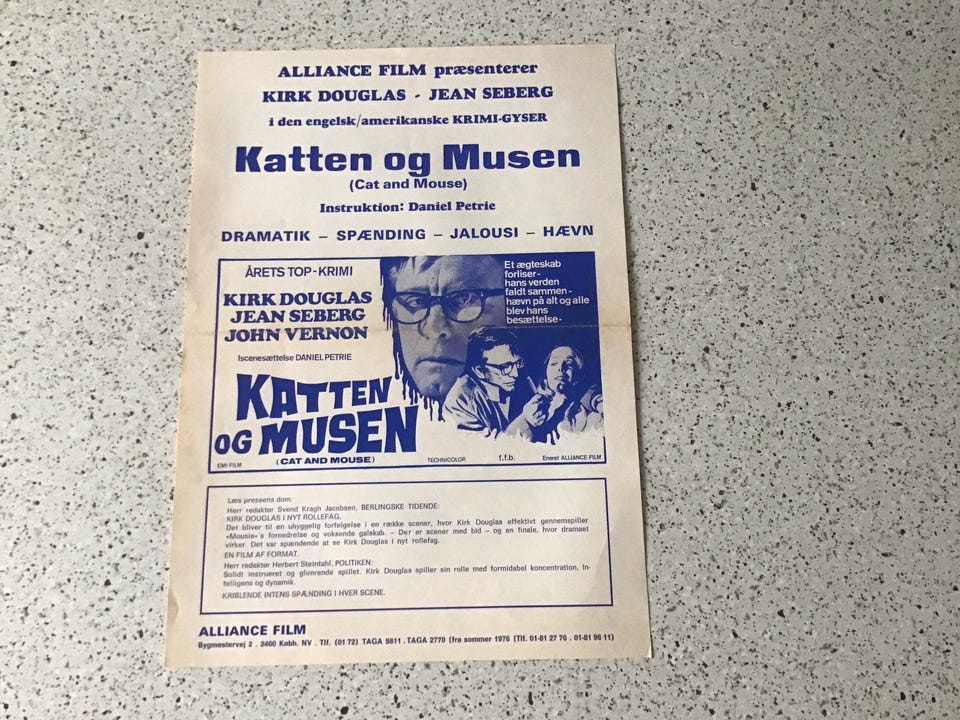 ALLIANCE FILM præsenterer
KIRK DOUGLAS - JEAN SEBERG
i den engelsk/amerikanske KRIMI-GYSER
Katten og Musen
(Cat and Mouse)
Instruktion: Daniel Petrie
DRAMATIK – SPÆNDING – JALOUSI – HÆVN
ÅRETS TOP-KRIMI
KIRK DOUGLAS
JEAN SEBERG
JOHN VERNON
Iscenesættelse DANIEL PETRIE
Et ægteskab
forliser-
hans verden
faldt sammen-
hævn på alt og alle
blev hans
besættelse-
KATTEN
OG MUSEN
(CAT AND MOUSE)
EMI FILM
TECHNICOLOR
f.f.b.
Eneret ALLIANCE FILM
Læs pressens dom:
Herr redaktør Svend Kragh Jacobsen, BERLINGSKE TIDENDE:
KIRK DOUGLAS I NYT ROLLEFAG.
Det bliver til en uhyggelig forfølgelse i en række scener, hvor Kirk Douglas effektivt gennemspiller
»Mousie«'s fornedrelse og voksende galskab. – Der er scener med bid – og en finale, hvor dramaet
virker. Det var spændende at se Kirk Douglas i nyt rollefag.
EN FILM AF FORMAT.
Herr redaktør Herbert Steintahl, POLITIKEN:
Solidt instrueret og glimrende spillet. Kirk Douglas spiller sin rolle med formidabel koncentration, in-
telligens og dynamik.
KRIBLENDE INTENS SPÆNDING I HVER SCENE.
ALLIANCE FILM
Bygmestervej 2 . 2400 Købh. NV . Tlf. (01 72) TAGA 9811 . TAGA 2770 (fra sommer 1976 (Tlf. 01-81 27 70 . 01-81 98 11)